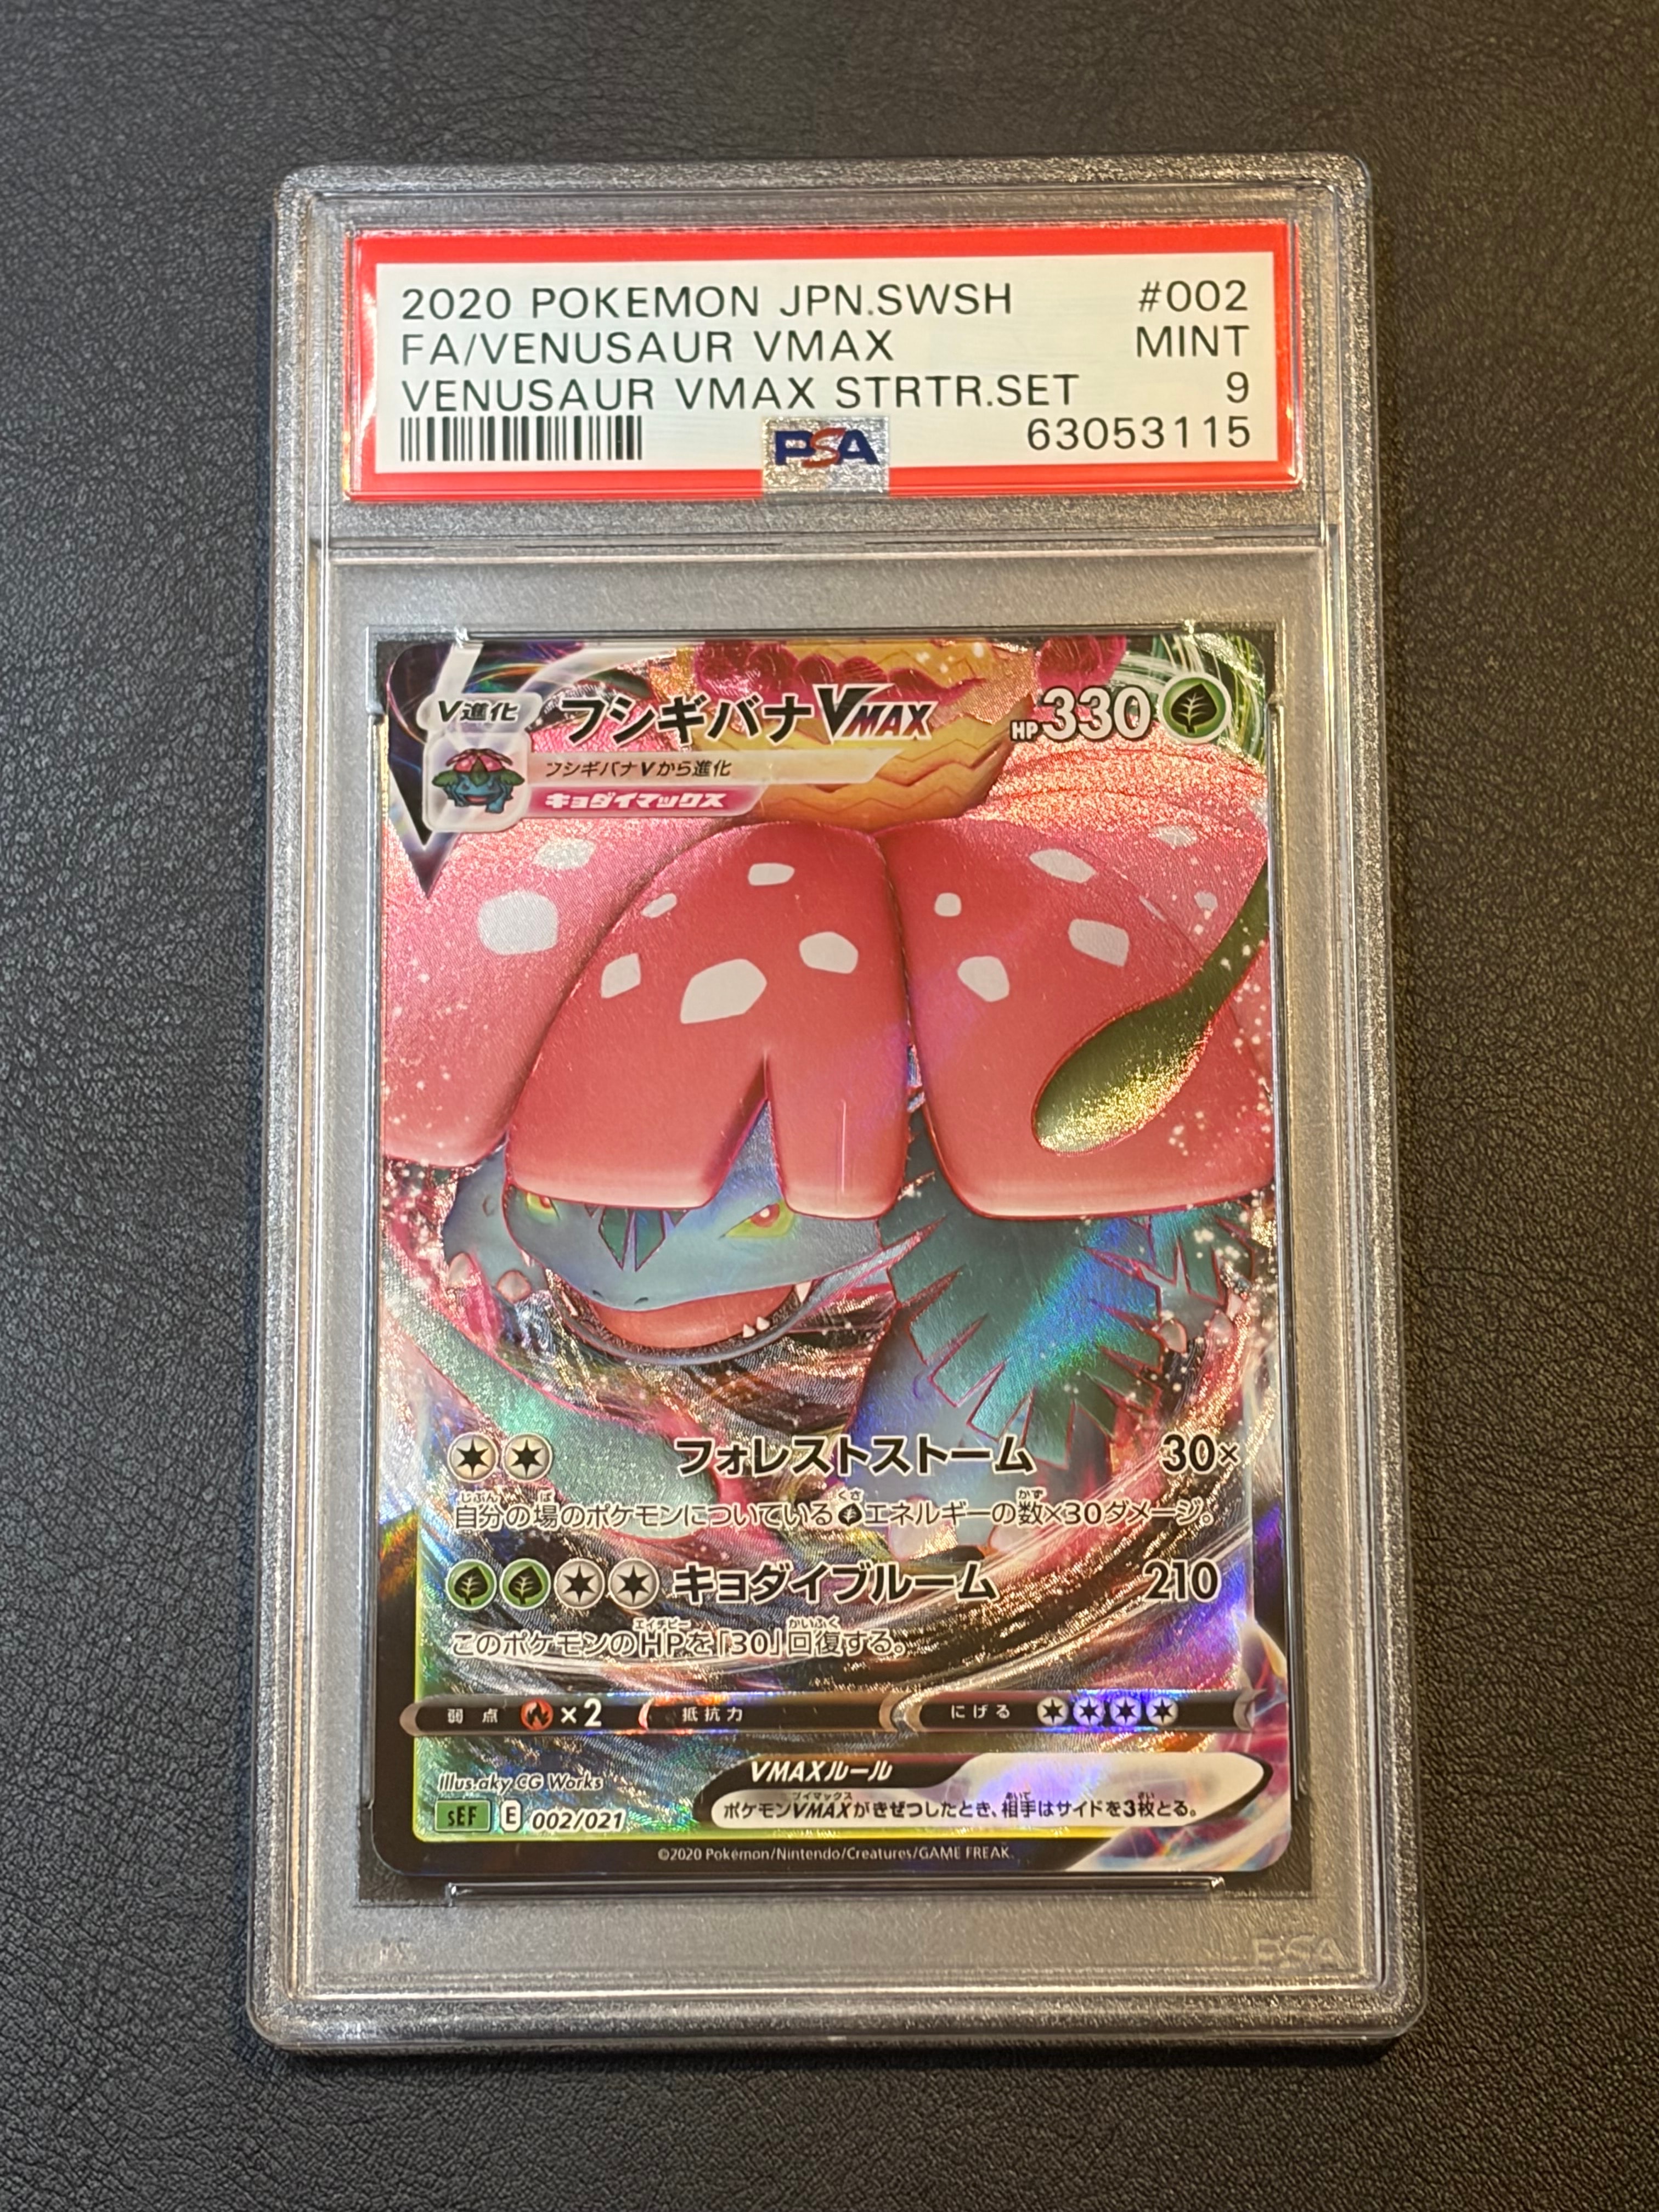 2020 POKEMON JPN.SWSH #002
FA/VENUSAUR VMAX MINT
VENUSAUR VMAX STRTR.SET 9
PSA 63053115
V進化 フシギバナVMAX HP330
フシギバナVから進化
キョダイマックス
フォレストストーム 30×
自分の場のポケモンについているエネルギーの数×30ダメージ。
キョダイブルーム 210
このポケモンのHPを「30」回復する。
弱点 ×2 抵抗力 にげる
VMAXルール
ポケモンVMAXがきぜつしたとき、相手はサイドを3枚とる。
illus.aky CG Works
sEF E 002/021
©2020 Pokémon/Nintendo/Creatures/GAME FREAK.
PSA